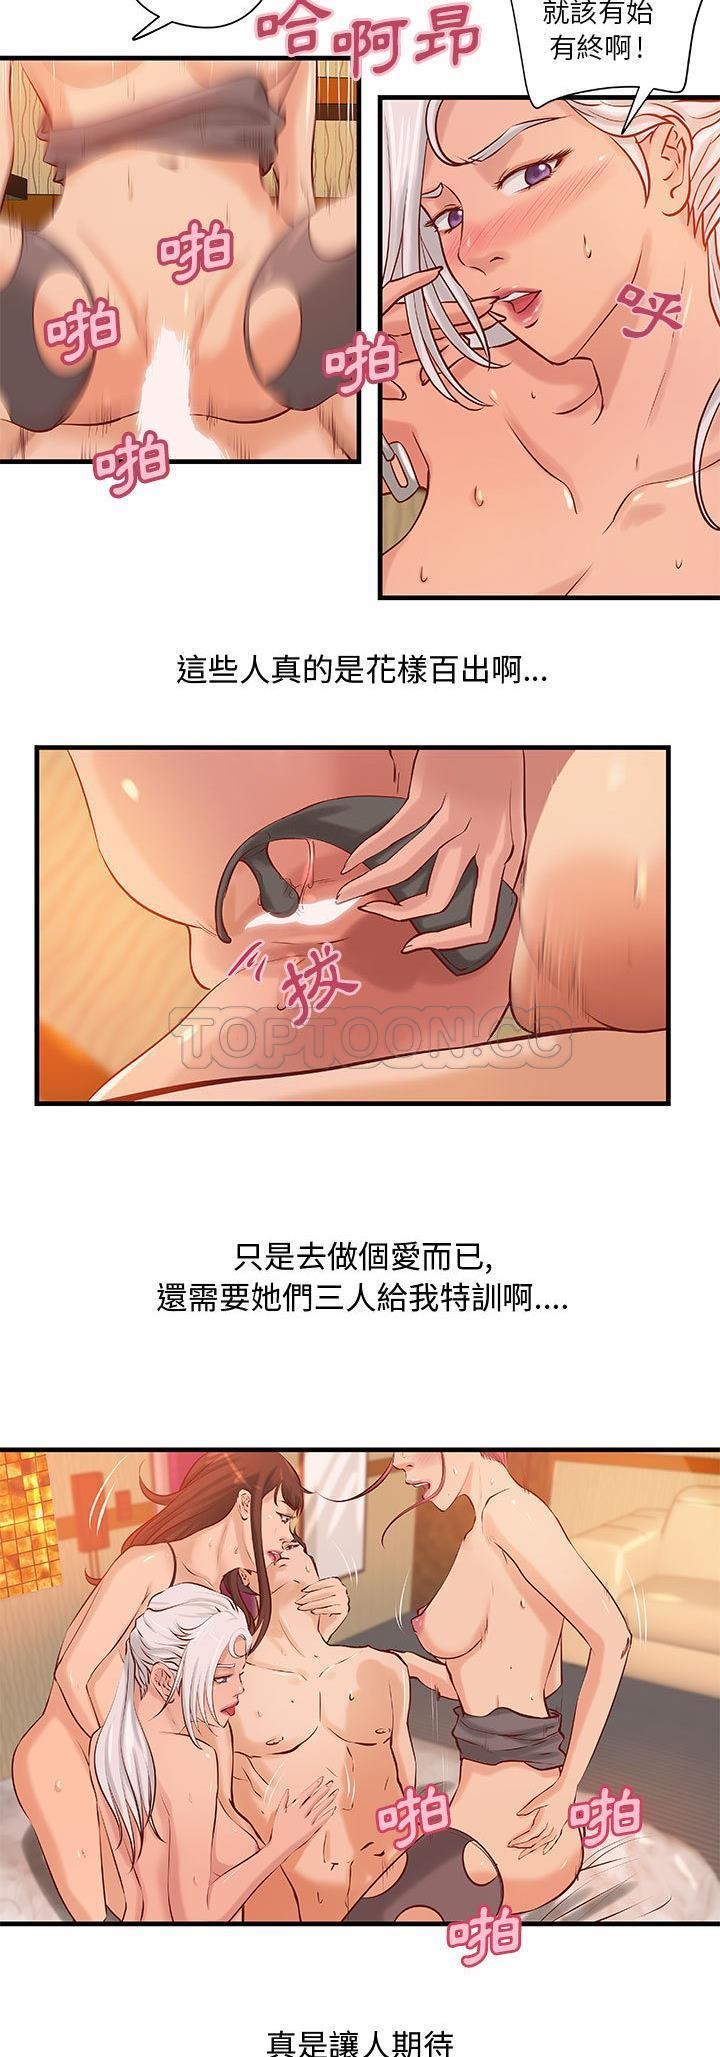 就該有始
有終啊!
哈啊昂
啪
啪
啪
啪
呼
這些人真的是花樣百出啊...
拔
TOPTOON.CC
只是去做個愛而已,
還需要她們三人給我特訓啊....
啪
啪
啪
真是讓人期待